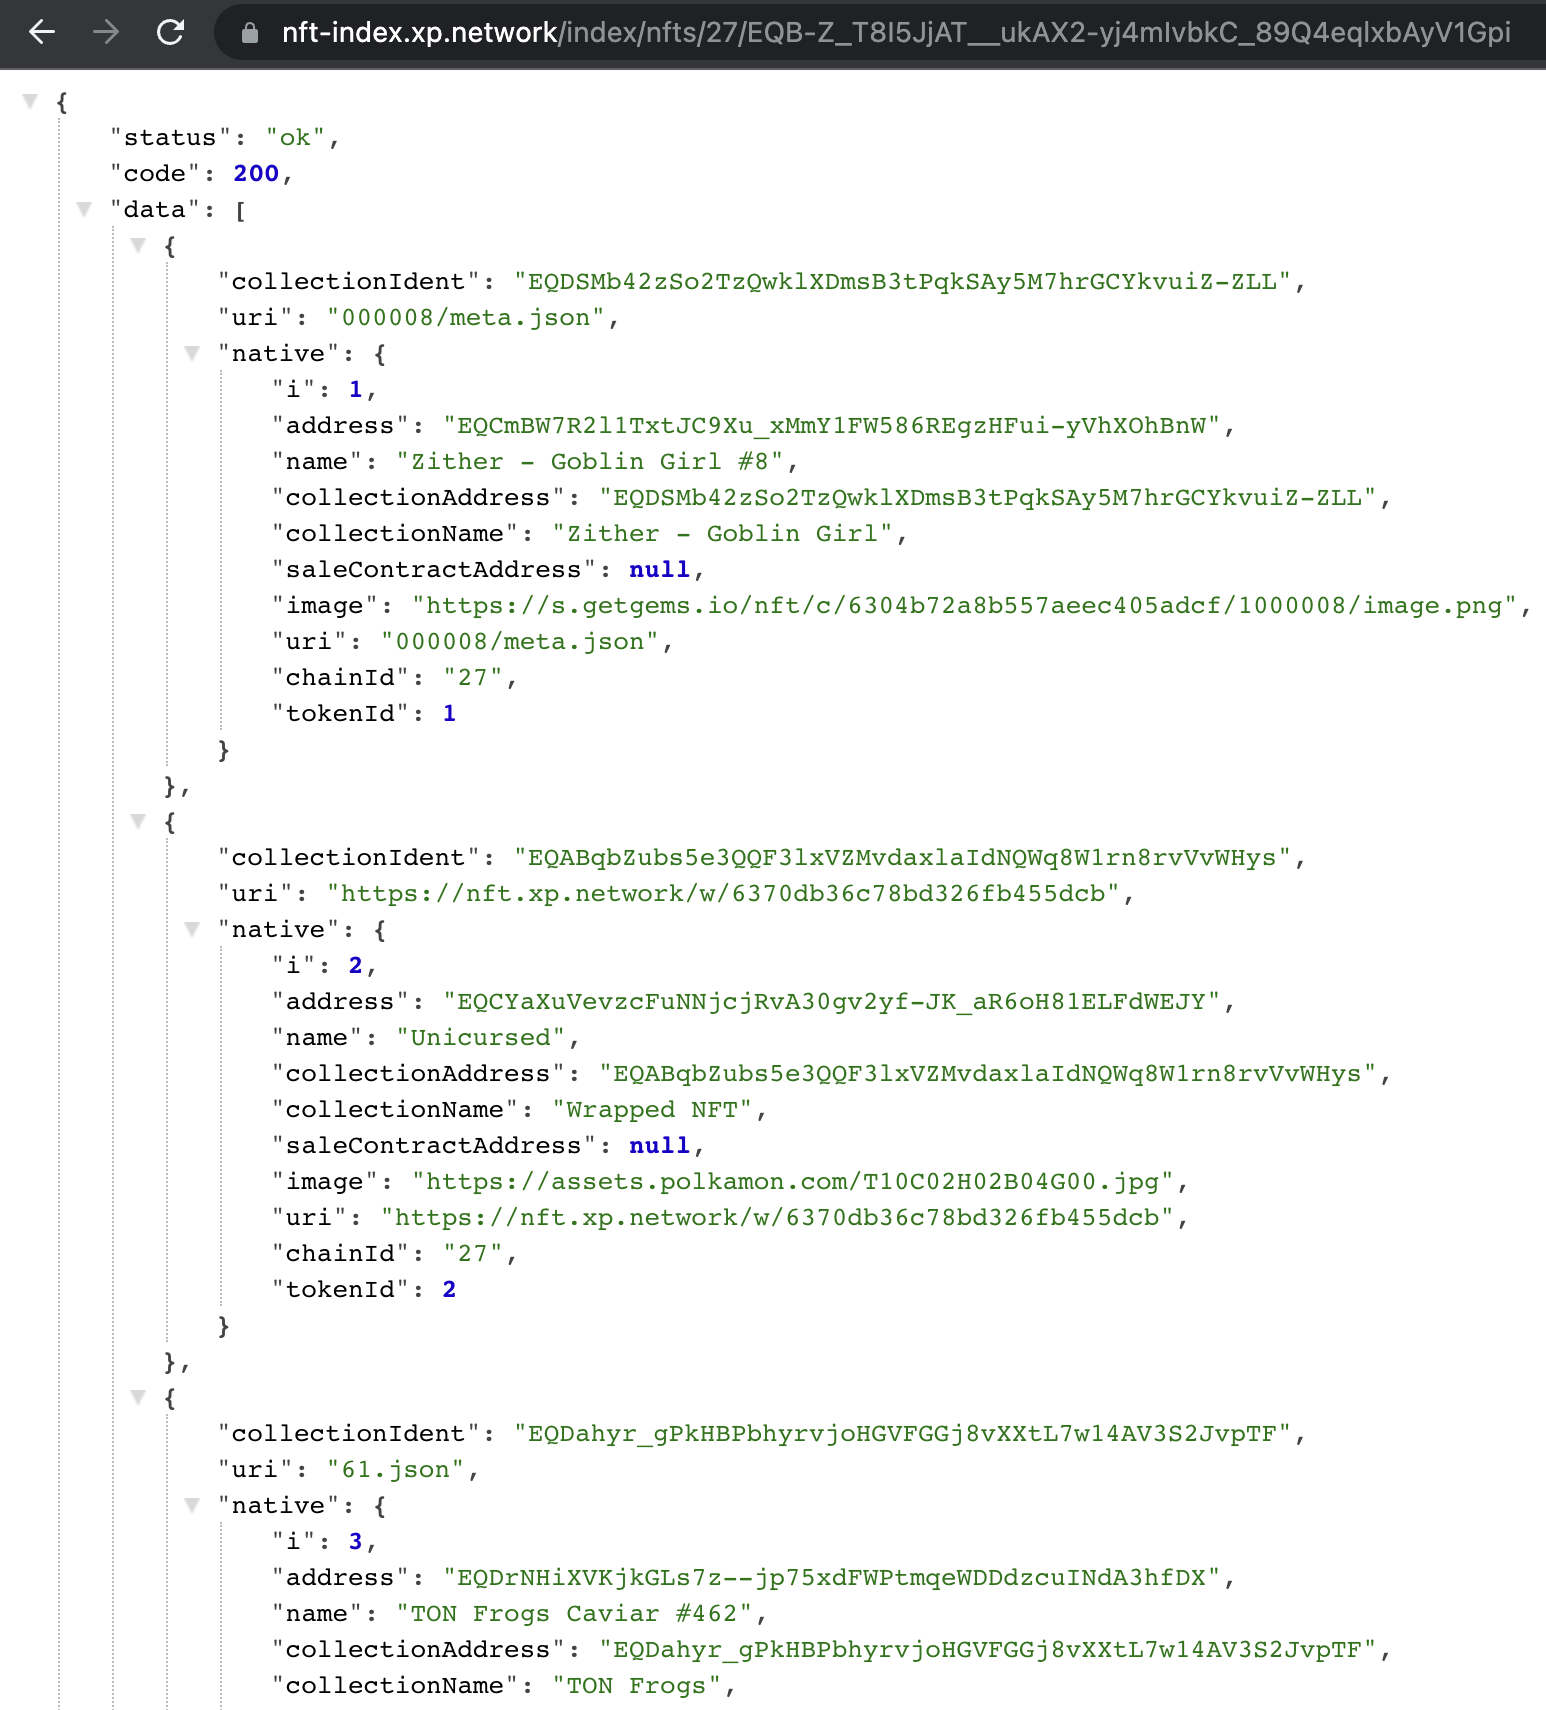 nft-index.xp.network/index/nfts/27/EQB-Z_T8I5JjAT__ukAX2-yj4mIvbkC_89Q4eqlxbAyV1Gpi
{
"status": "ok",
"code": 200,
"data": [
{
"collectionIdent": "EQDSMb42zSo2TzQwklXDmsB3tPqkSAy5M7hrGCYkvuiZ-ZLL",
"uri": "000008/meta.json",
"native": {
"i": 1,
"address": "EQCmBW7R2l1TxtJC9Xu_xMmY1FW586REgzHFui-yVhXOhBnW",
"name": "Zither - Goblin Girl #8",
"collectionAddress": "EQDSMb42zSo2TzQwklXDmsB3tPqkSAy5M7hrGCYkvuiZ-ZLL",
"collectionName": "Zither - Goblin Girl",
"saleContractAddress": null,
"image": "https://s.getgems.io/nft/c/6304b72a8b557aeec405adcf/1000008/image.png",
"uri": "000008/meta.json",
"chainId": "27",
"tokenId": 1
}
},
{
"collectionIdent": "EQABqbZubs5e3QQF3lxVZMvdaxlaIdNQWq8W1rn8rvVvWHys",
"uri": "https://nft.xp.network/w/6370db36c78bd326fb455dcb",
"native": {
"i": 2,
"address": "EQCYaXuVevzcFuNNjcjRvA30gv2yf-JK_aR6oH81ELFdWEJY",
"name": "Unicursed",
"collectionAddress": "EQABqbZubs5e3QQF3lxVZMvdaxlaIdNQWq8W1rn8rvVvWHys",
"collectionName": "Wrapped NFT",
"saleContractAddress": null,
"image": "https://assets.polkamon.com/T10C02H02B04G00.jpg",
"uri": "https://nft.xp.network/w/6370db36c78bd326fb455dcb",
"chainId": "27",
"tokenId": 2
}
},
{
"collectionIdent": "EQDahyr_gPkHBPbhyrvjoHGVFGGj8vXXtL7w14AV3S2JvpTF",
"uri": "61.json",
"native": {
"i": 3,
"address": "EQDrNHiXVKjkGLs7z--jp75xdFWPtmqeWDDdzcuINdA3hfDX",
"name": "TON Frogs Caviar #462",
"collectionAddress": "EQDahyr_gPkHBPbhyrvjoHGVFGGj8vXXtL7w14AV3S2JvpTF",
"collectionName": "TON Frogs",